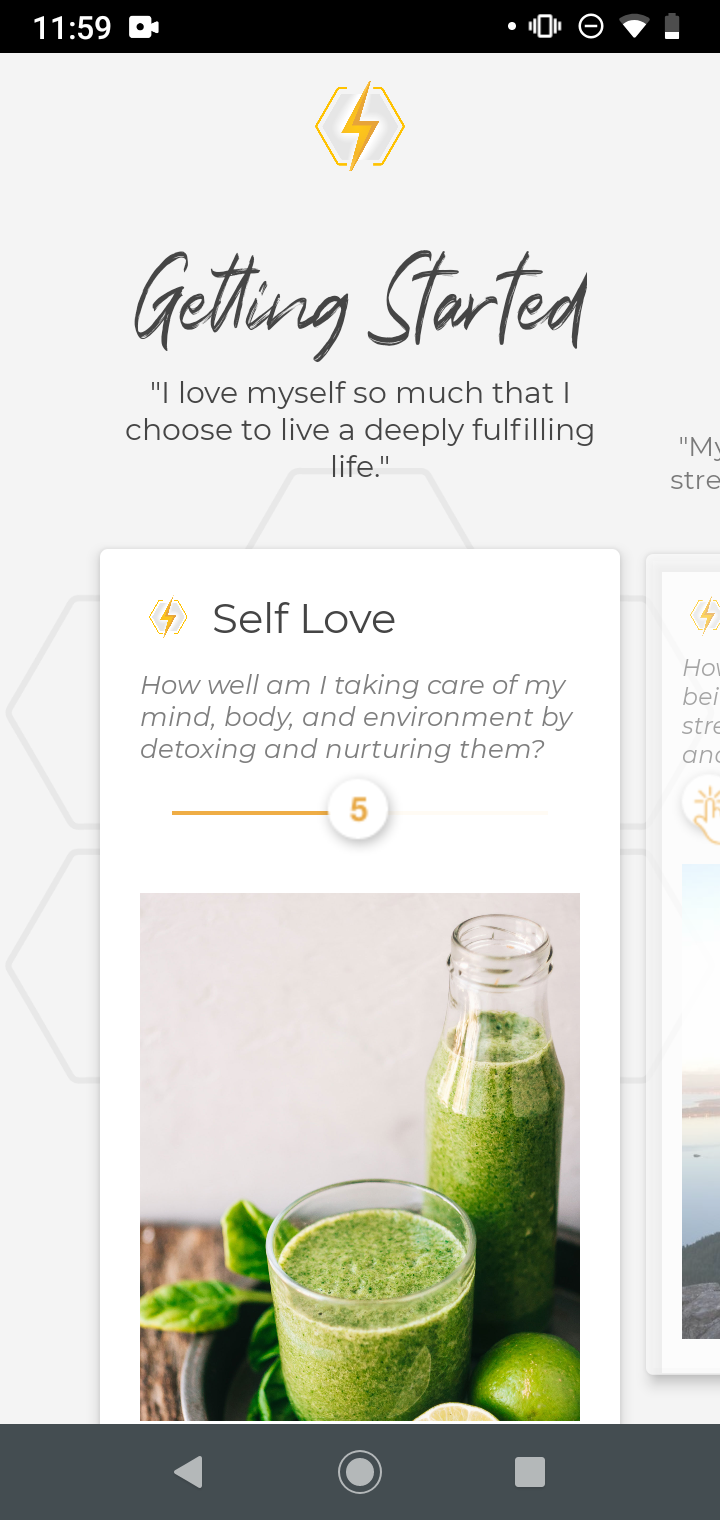 11:59
Getting Started
"I love myself so much that I
choose to live a deeply fulfilling
life."
"My
stre
Self Love
How well am I taking care of my
mind, body, and environment by
detoxing and nurturing them?
5
How
bei
stre
and